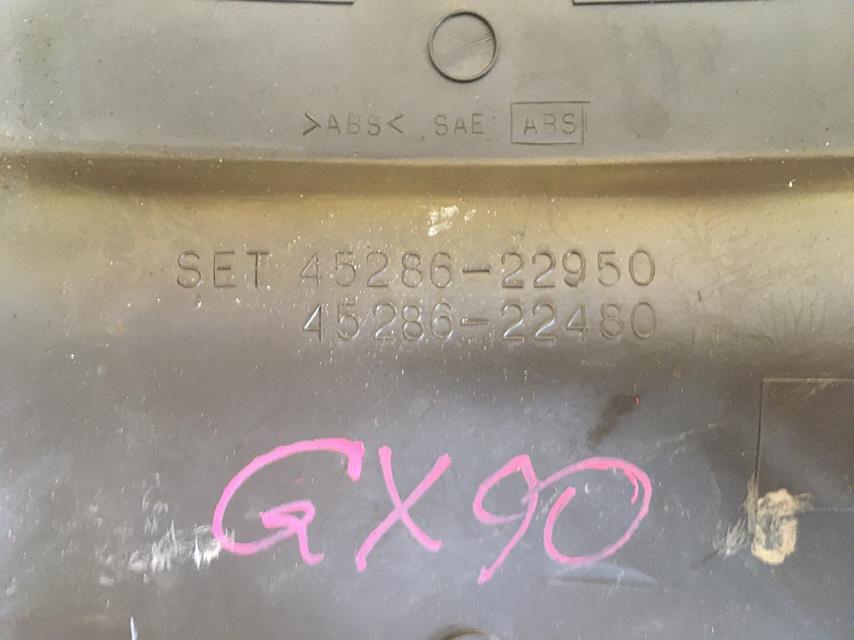 >ABS< SAE ABS
SET 45286-22950
45286-22480
GX90